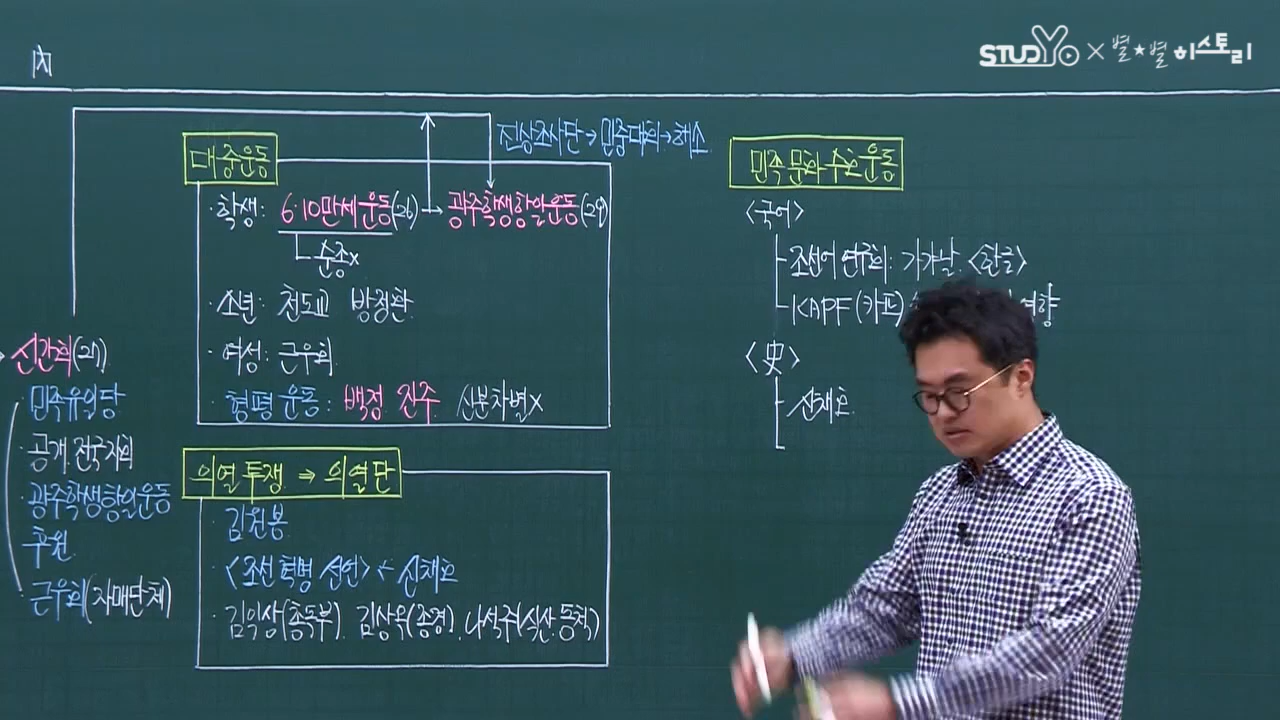 STUDYo × 별★별 히스토리
內
진상조사단→민중대회→해소
대중운동
· 학생: 6·10만세운동(26) → 광주학생항일운동(29)
순종x
· 소년: 천도교 방정환
· 여성: 근우회
· 형평운동: 백정 진주 신분차별X
신간회(27)
· 민족유일당
· 공개 전국자회
· 광주학생항일운동
후원
· 근우회(자매단체)
의열투쟁 ⇒ 의열단
· 김원봉
· <조선혁명선언> ← 신채호
· 김익상(총독부), 김상옥(종경), 나석주(식산.동척)
민족문화수호운동
<국어>
조선어연구회: 가갸날. <한글>
KAPF(카프)
향
<史>
신채호.